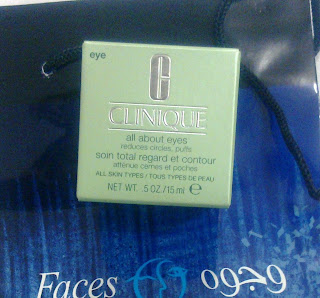 eye
CLINIQUE
all about eyes
reduces circles, puffs
soin total regard et contour
atténue cernes et poches
ALL SKIN TYPES / TOUS TYPES DE PEAU
NET WT. .5 OZ./15 ml e
Faces وجوه